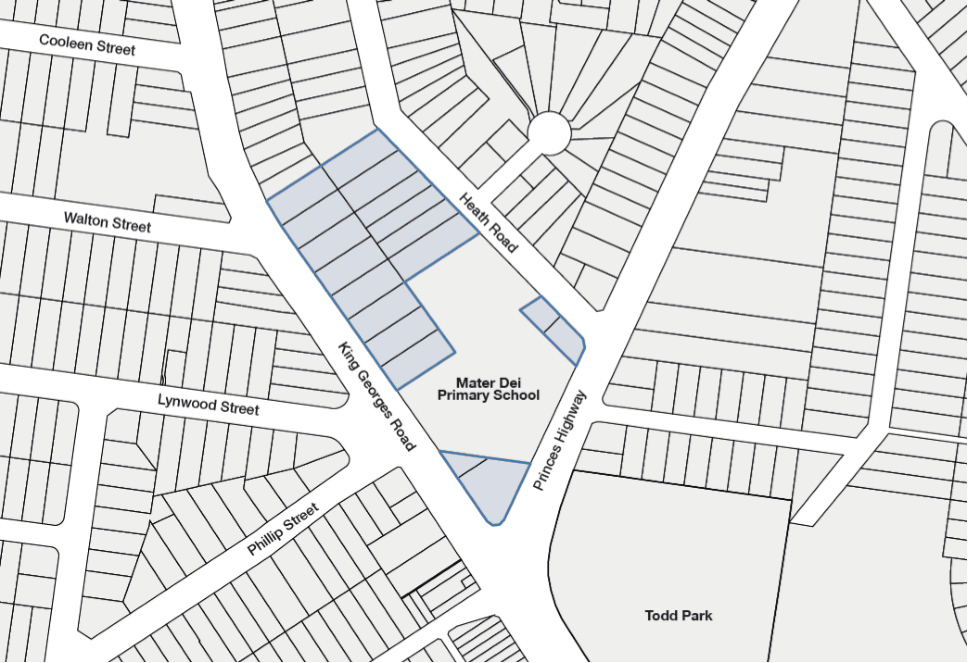 Cooleen Street
Walton Street
Heath Road
King Georges Road
Mater Dei
Primary School
Lynwood Street
Princes Highway
Phillip Street
Todd Park